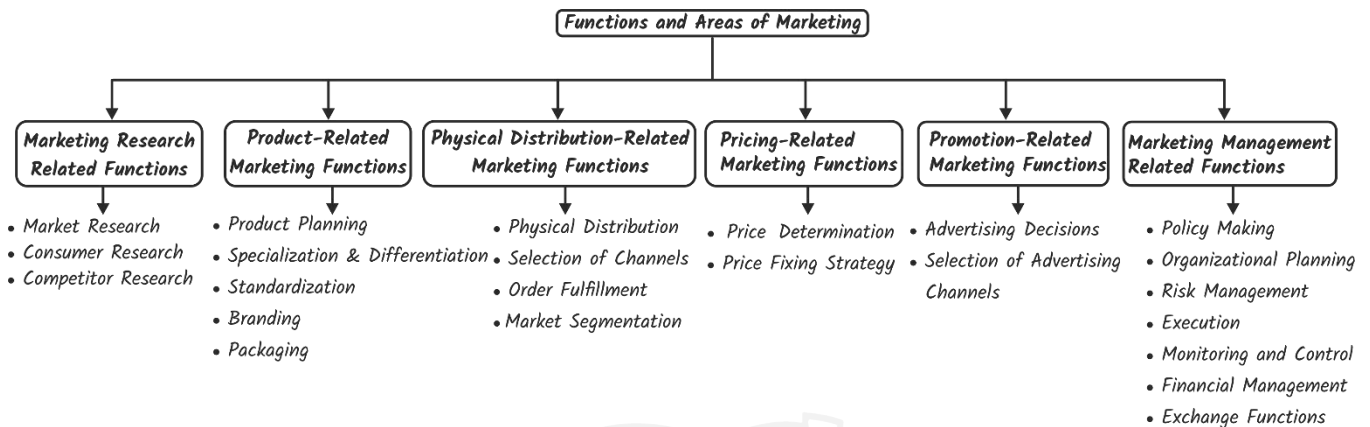 Functions and Areas of Marketing
Marketing Research
Related Functions
• Market Research
• Consumer Research
• Competitor Research
Product-Related
Marketing Functions
• Product Planning
• Specialization & Differentiation
• Standardization
• Branding
• Packaging
Physical Distribution-Related
Marketing Functions
• Physical Distribution
• Selection of Channels
• Order Fulfillment
• Market Segmentation
Pricing-Related
Marketing Functions
• Price Determination
• Price Fixing Strategy
Promotion-Related
Marketing Functions
• Advertising Decisions
• Selection of Advertising
Channels
Marketing Management
Related Functions
• Policy Making
• Organizational Planning
• Risk Management
• Execution
• Monitoring and Control
• Financial Management
• Exchange Functions